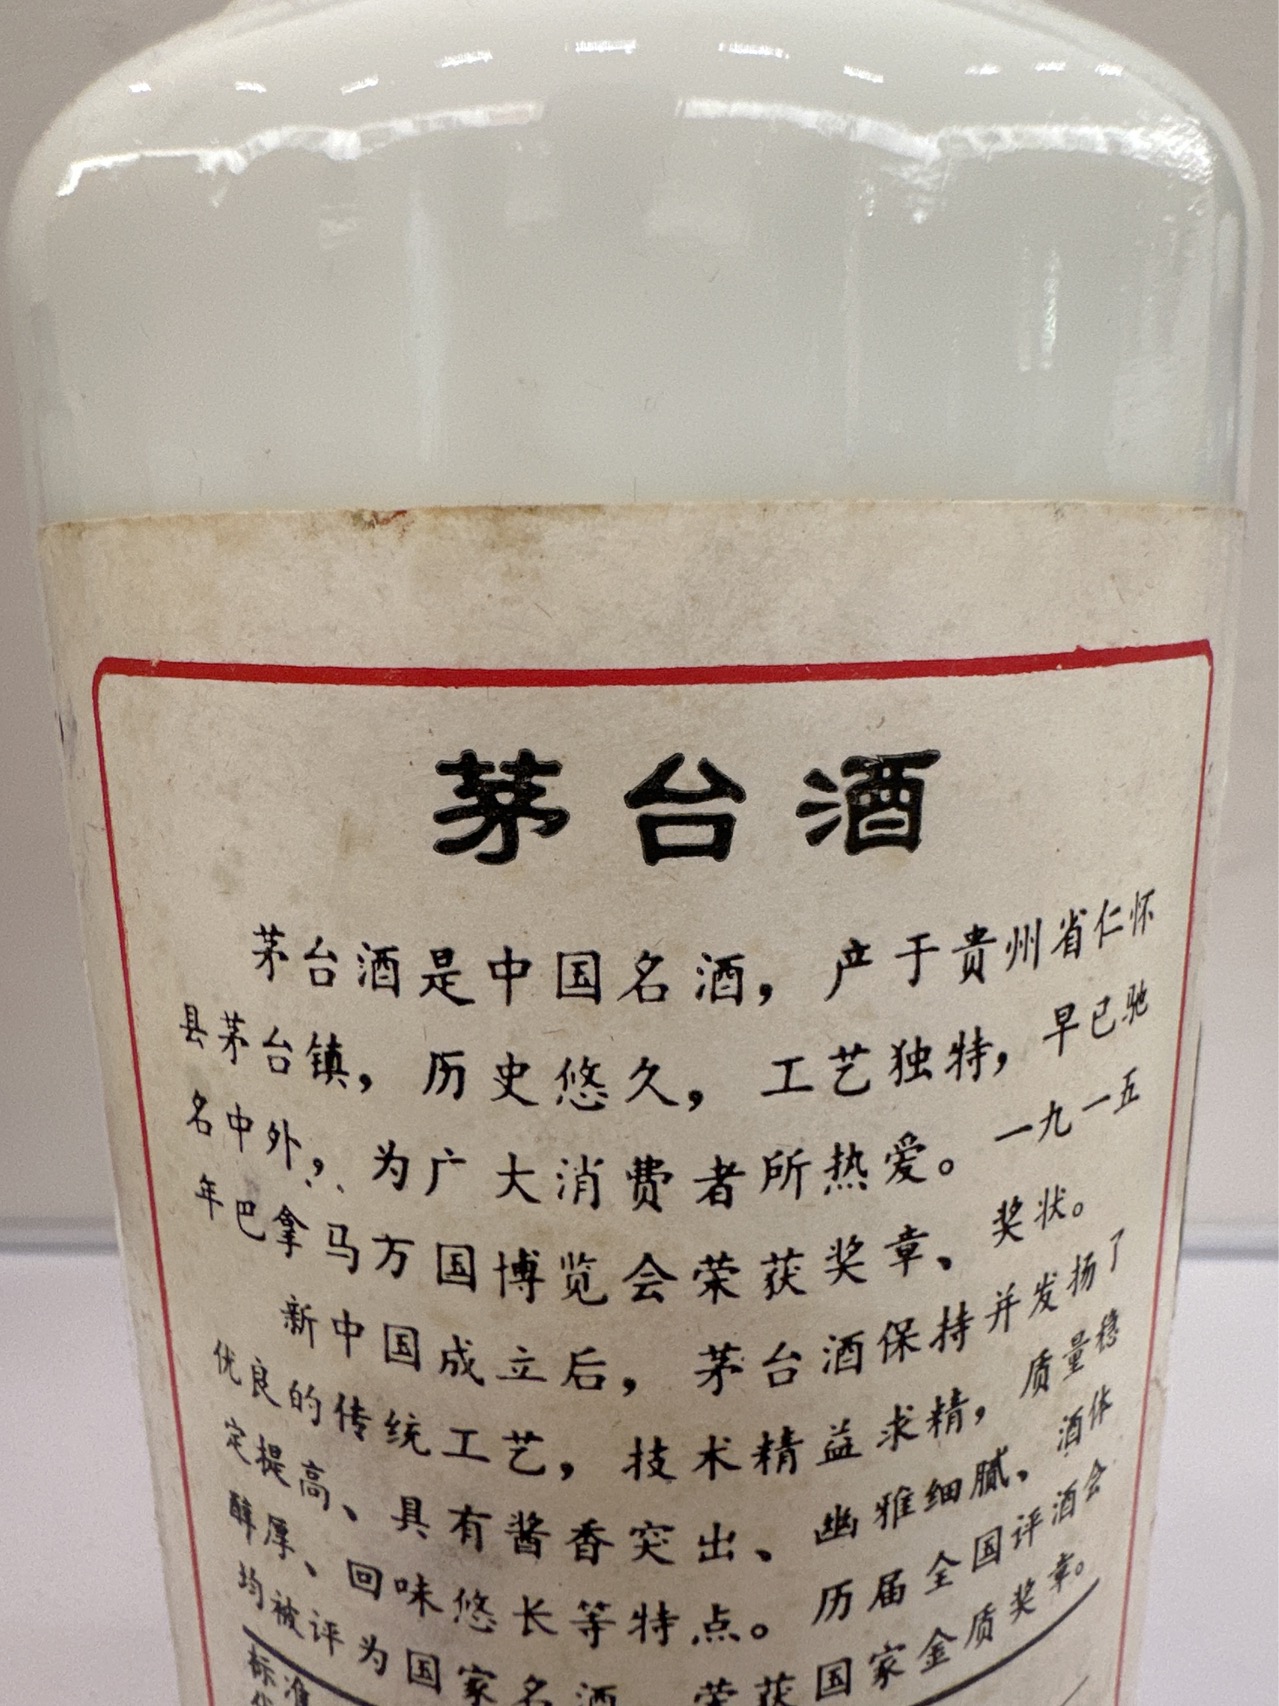 茅台酒
茅台酒是中国名酒，产于贵州省仁怀
县茅台镇，历史悠久，工艺独特，早已驰
名中外，为广大消费者所热爱。一九一五
年巴拿马万国博览会荣获奖章、奖状。
新中国成立后，茅台酒保持并发扬了
优良的传统工艺，技术精益求精，质量稳
定提高、具有酱香突出、幽雅细腻、酒体
醇厚、回味悠长等特点。历届全国评酒会
均被评为国家名酒，荣获国家金质奖章。
标准